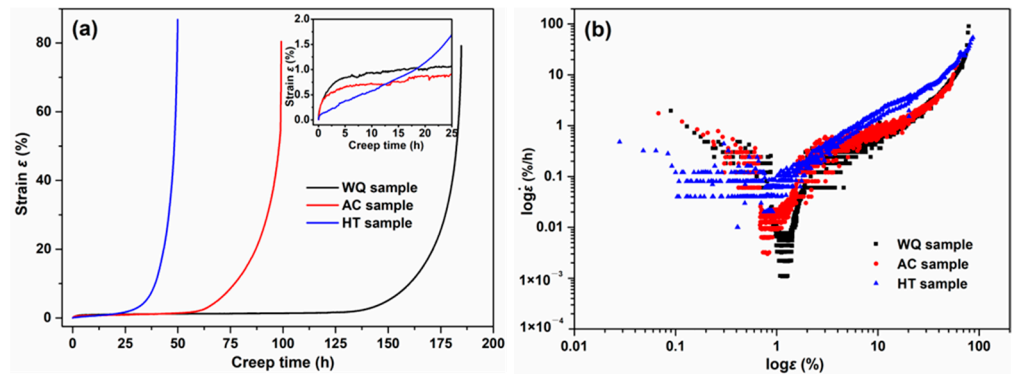 (a)
Strain ε (%)
80
60
40
20
0
0 25 50 75 100 125 150 175 200
Creep time (h)
WQ sample
AC sample
HT sample
Strain ε (%)
2.0
1.5
1.0
0.5
0.0
0 5 10 15 20 25
Creep time (h)
(b)
logε̇ (%/h)
100
10
1
0.1
0.01
1×10⁻³
1×10⁻⁴
0.01 0.1 1 10 100
logε (%)
WQ sample
AC sample
HT sample